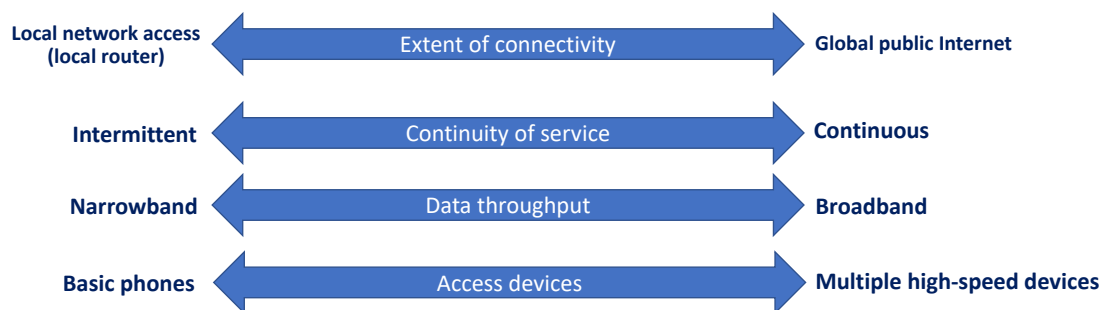 Local network access
(local router)
Extent of connectivity
Global public Internet
Intermittent
Continuity of service
Continuous
Narrowband
Data throughput
Broadband
Basic phones
Access devices
Multiple high-speed devices